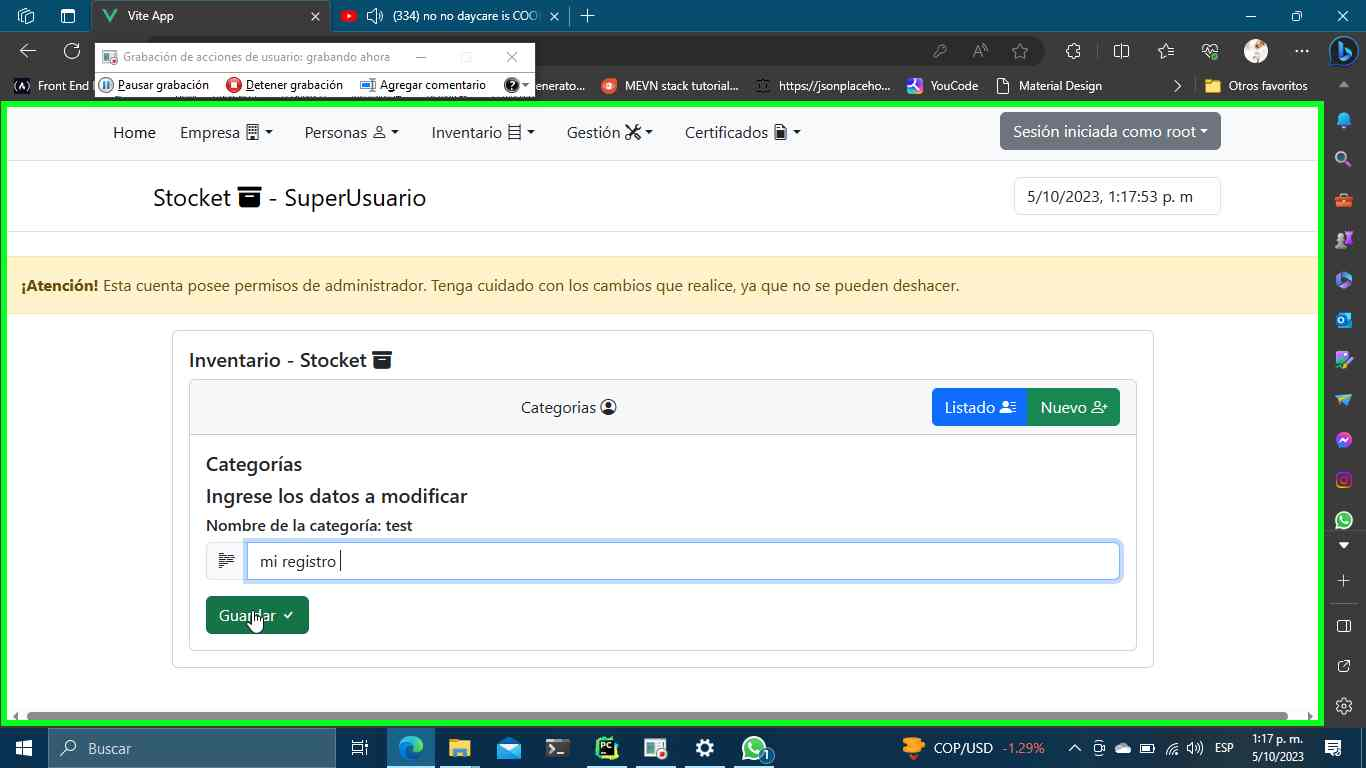 Vite App
(334) no no daycare is COO
Grabación de acciones de usuario: grabando ahora
Pausar grabación
Detener grabación
Agregar comentario
Front End
enerato...
MEVN stack tutorial...
https://jsonplaceho...
YouCode
Material Design
Otros favoritos
Home
Empresa
Personas
Inventario
Gestión
Certificados
Sesión iniciada como root
Stocket - SuperUsuario
5/10/2023, 1:17:53 p. m
¡Atención! Esta cuenta posee permisos de administrador. Tenga cuidado con los cambios que realice, ya que no se pueden deshacer.
Inventario - Stocket
Categorias
Listado
Nuevo
Categorías
Ingrese los datos a modificar
Nombre de la categoría: test
mi registro
Guardar
Buscar
COP/USD -1.29%
ESP
1:17 p. m.
5/10/2023